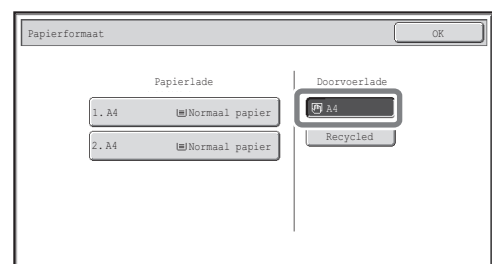 Papierformaat
OK
Papierlade
1. A4 Normaal papier
2. A4 Normaal papier
Doorvoerlade
A4
Recycled